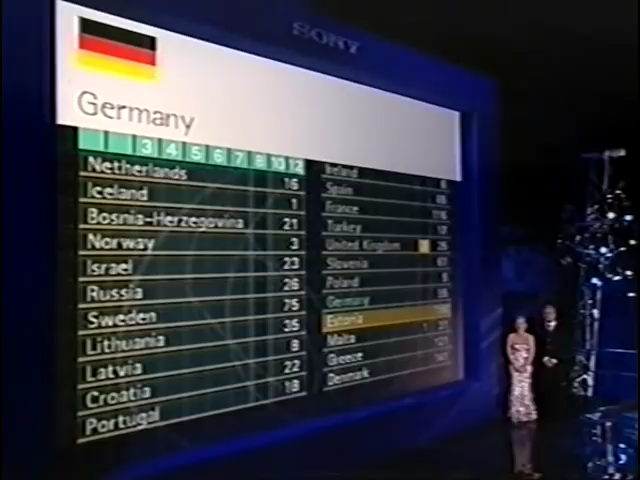 SONY
Germany
3 4 5 6 7 8 10 12
Netherlands 16
Iceland 1
Bosnia-Herzegovina 21
Norway 3
Israel 23
Russia 26
Sweden 75
Lithuania 35
Latvia
Croatia 22
Portugal 18
Ireland
Spain
France
Turkey
United Kingdom
Slovenia
Poland
Germany
Estonia
Malta
Greece
Denmark